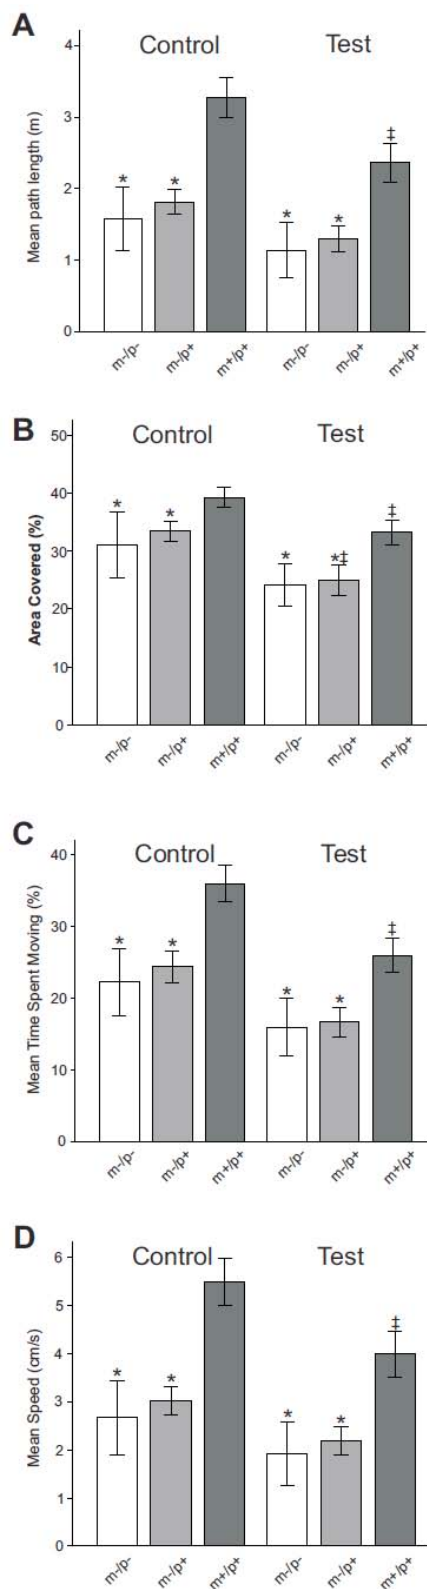 A
Control Test
Mean path length (m)
4
3
2
1
0
* * * * ‡
m-/p- m-/p+ m+/p+ m-/p- m-/p+ m+/p+
B
Control Test
Area Covered (%)
50
40
30
20
10
0
* * * *‡ ‡
m-/p- m-/p+ m+/p+ m-/p- m-/p+ m+/p+
C
Control Test
Mean Time Spent Moving (%)
40
30
20
10
0
* * * * ‡
m-/p- m-/p+ m+/p+ m-/p- m-/p+ m+/p+
D
Control Test
Mean Speed (cm/s)
6
5
4
3
2
1
0
* * * * ‡
m-/p- m-/p+ m+/p+ m-/p- m-/p+ m+/p+